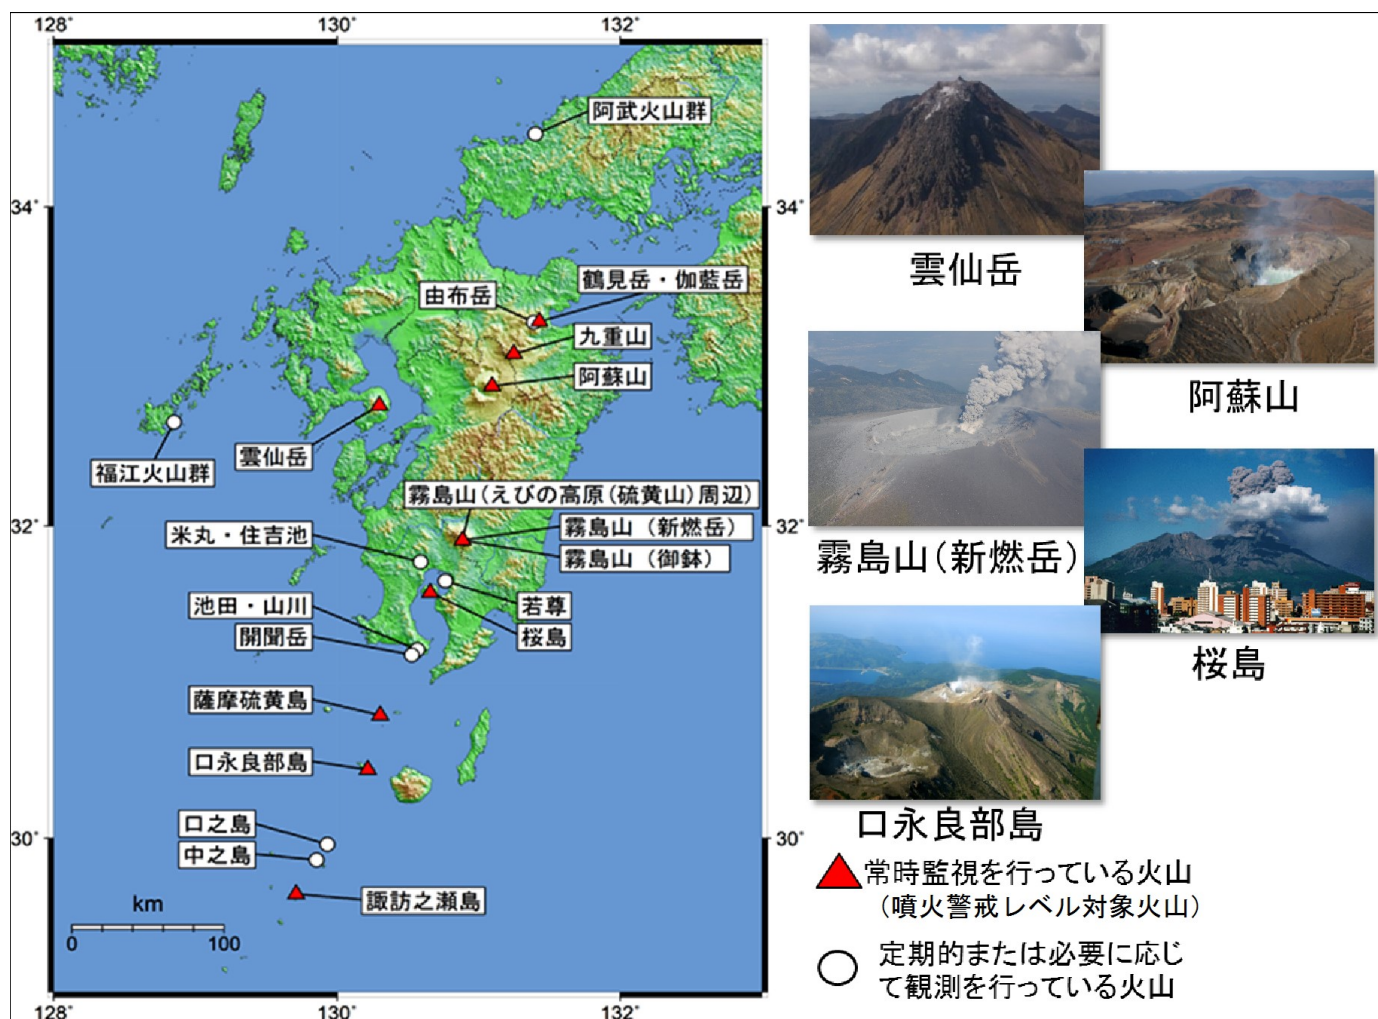 128°
130°
132°
34°
34°
32°
32°
30°
30°
128°
130°
132°
阿武火山群
鶴見岳・伽藍岳
由布岳
九重山
阿蘇山
雲仙岳
福江火山群
霧島山(えびの高原(硫黄山)周辺)
霧島山(新燃岳)
霧島山(御鉢)
米丸・住吉池
若尊
池田・山川
桜島
開聞岳
薩摩硫黄島
口永良部島
口之島
中之島
諏訪之瀬島
km
0 100
雲仙岳
阿蘇山
霧島山(新燃岳)
桜島
口永良部島
常時監視を行っている火山
(噴火警戒レベル対象火山)
定期的または必要に応じ
て観測を行っている火山